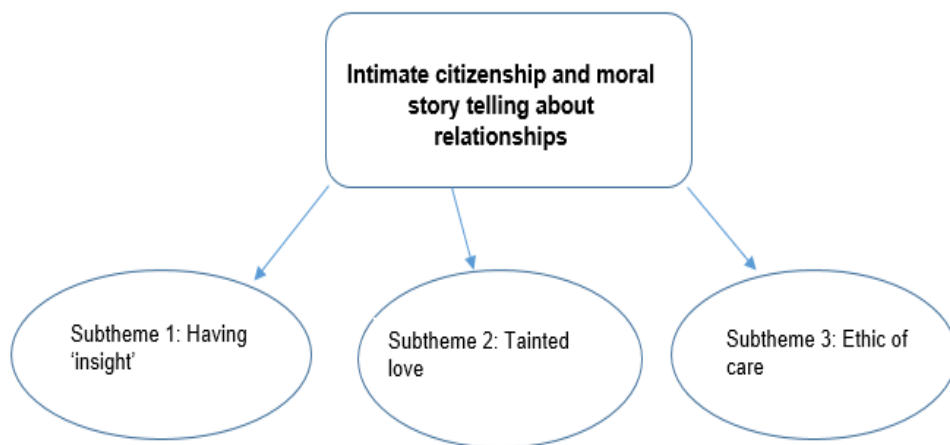 Intimate citizenship and moral
story telling about
relationships
Subtheme 1: Having
‘insight’
Subtheme 2: Tainted
love
Subtheme 3: Ethic of
care